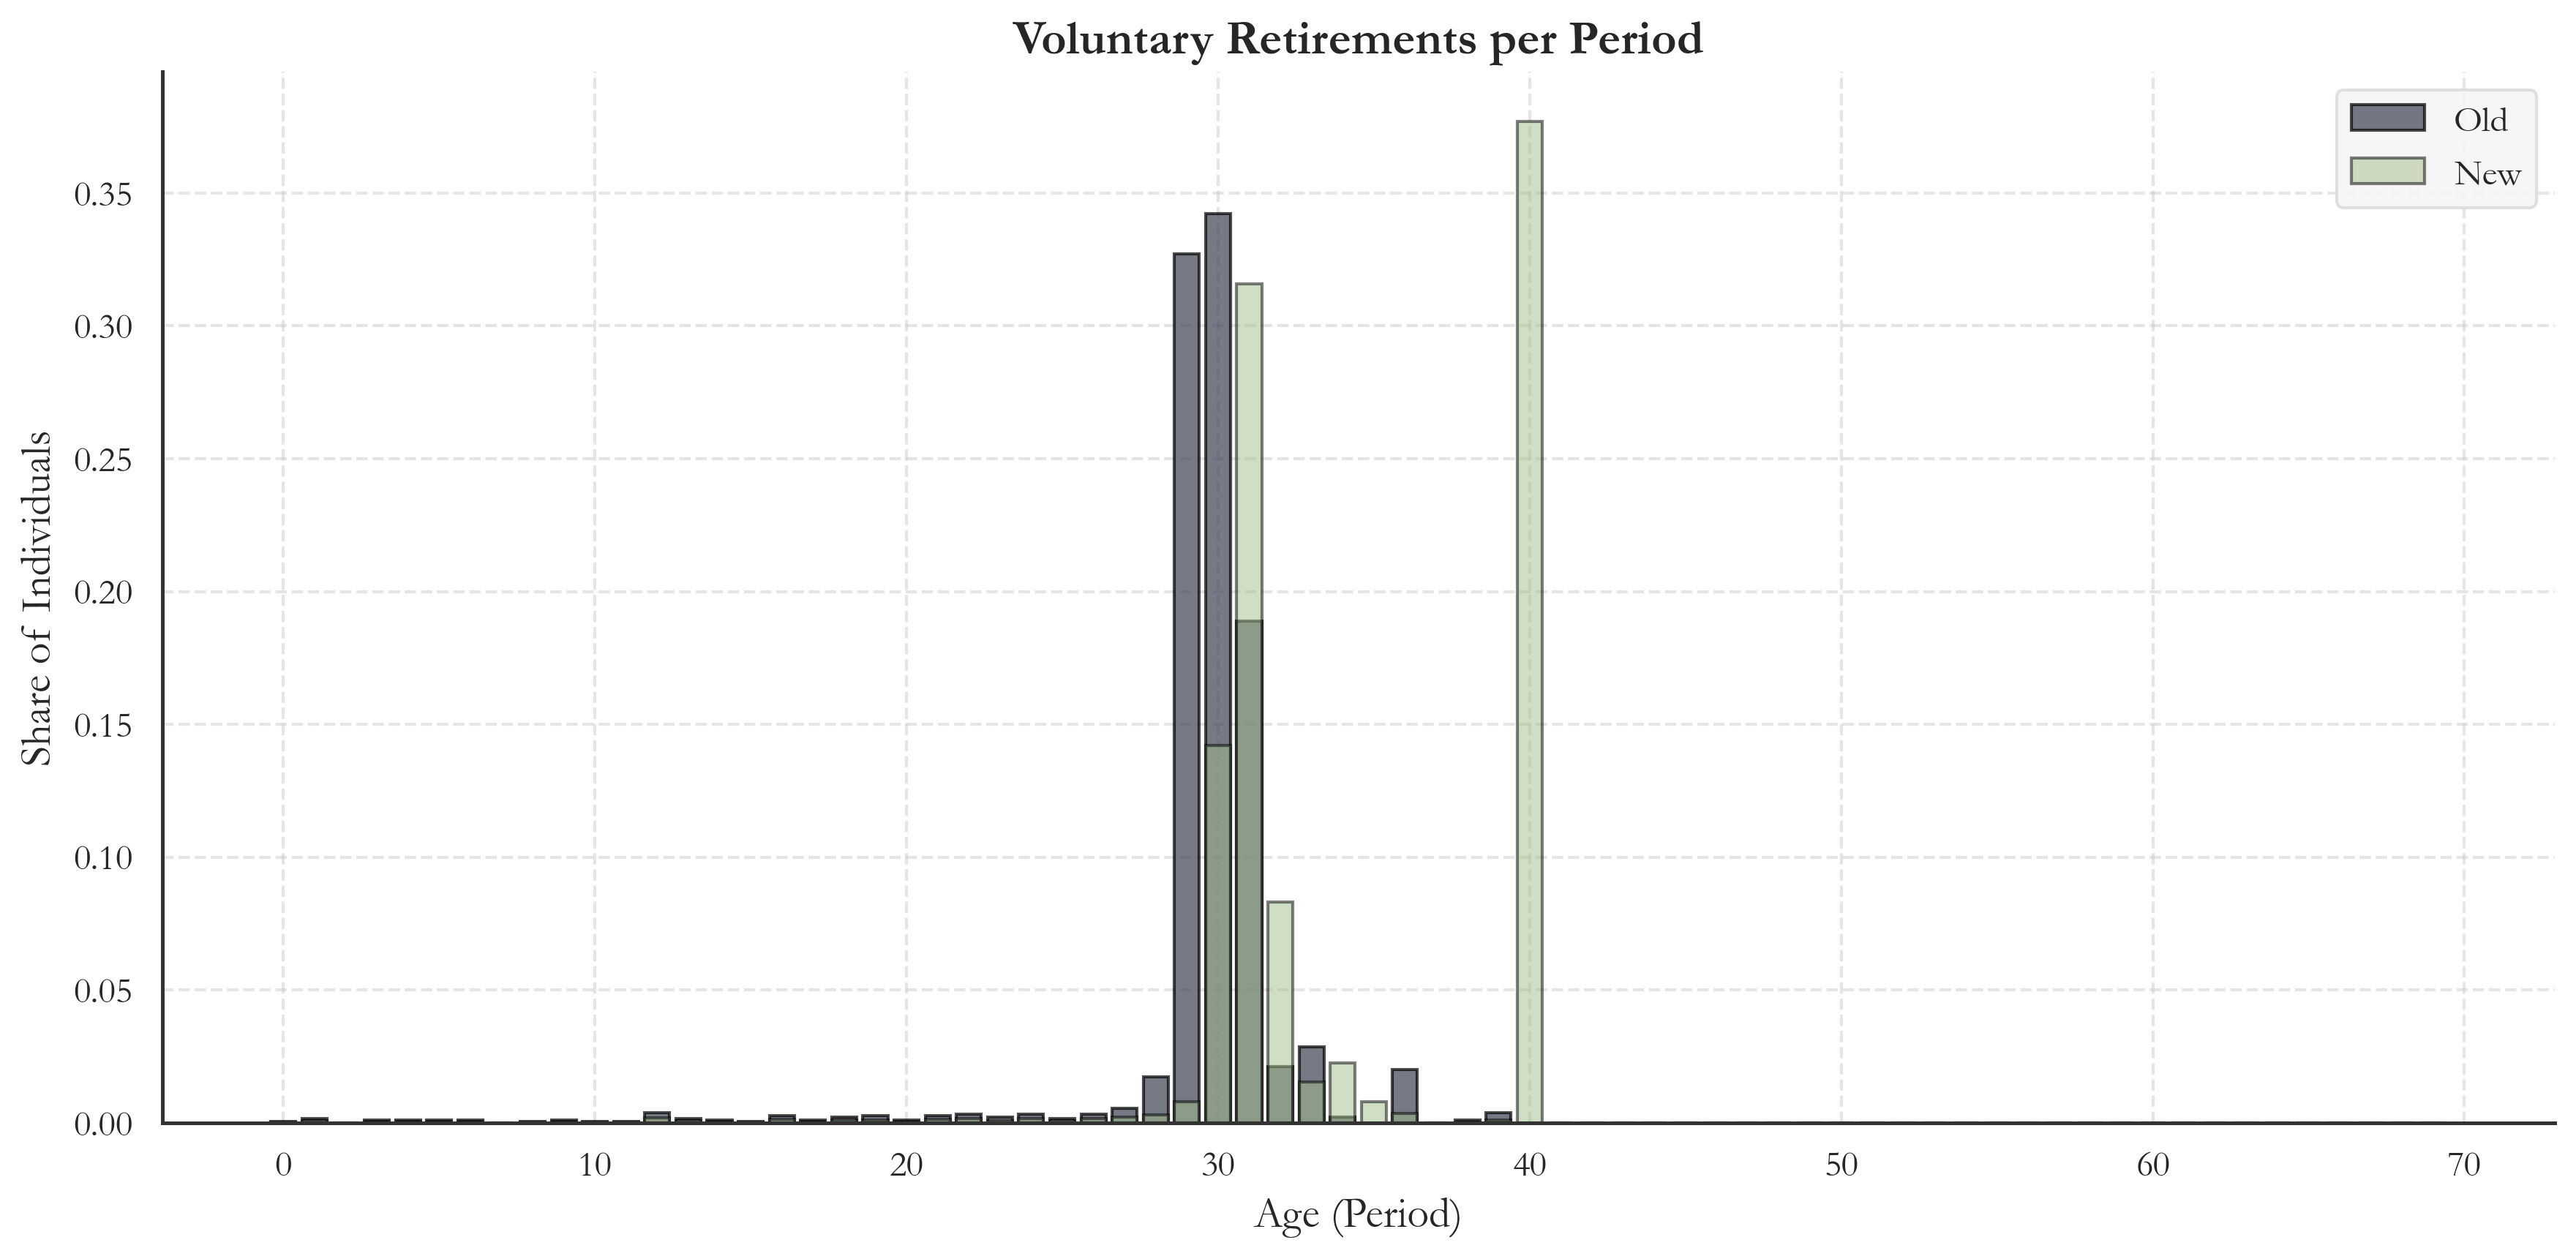 Voluntary Retirements per Period
Old
New
0.35
0.30
0.25
0.20
0.15
0.10
0.05
0.00
Share of Individuals
0 10 20 30 40 50 60 70
Age (Period)